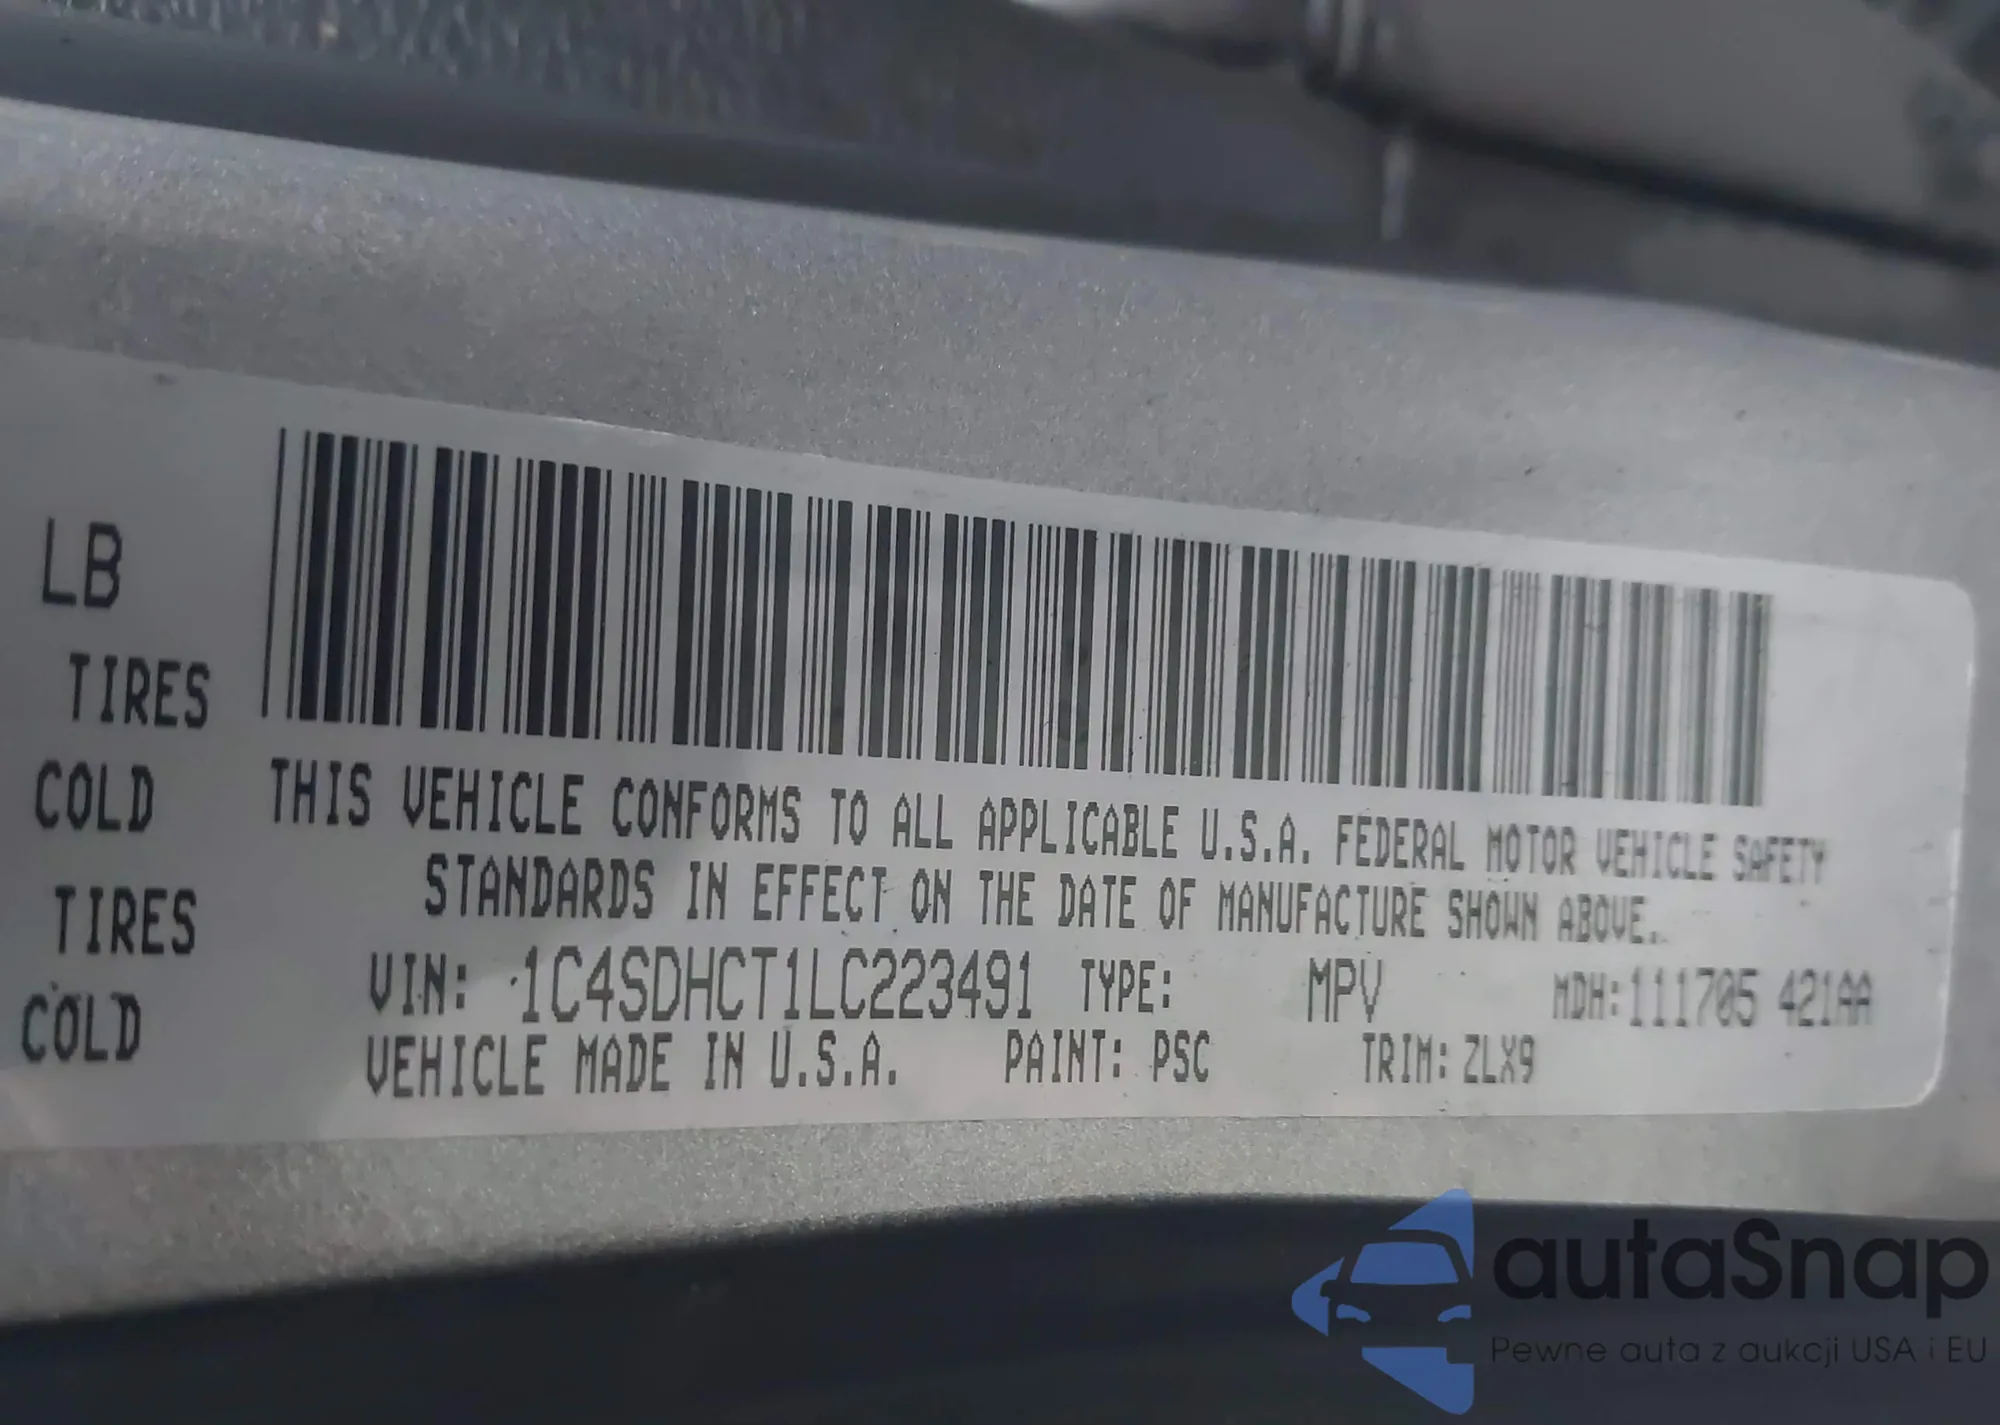 LB
TIRES
COLD
TIRES
COLD
THIS VEHICLE CONFORMS TO ALL APPLICABLE U.S.A. FEDERAL MOTOR VEHICLE SAFETY
STANDARDS IN EFFECT ON THE DATE OF MANUFACTURE SHOWN ABOVE.
VIN: 1C4SDHCT1LC223491 TYPE: MPV MDH:111705 421AA
VEHICLE MADE IN U.S.A. PAINT: PSC TRIM: ZLX9
autaSnap
Pewne auta z aukcji USA i EU